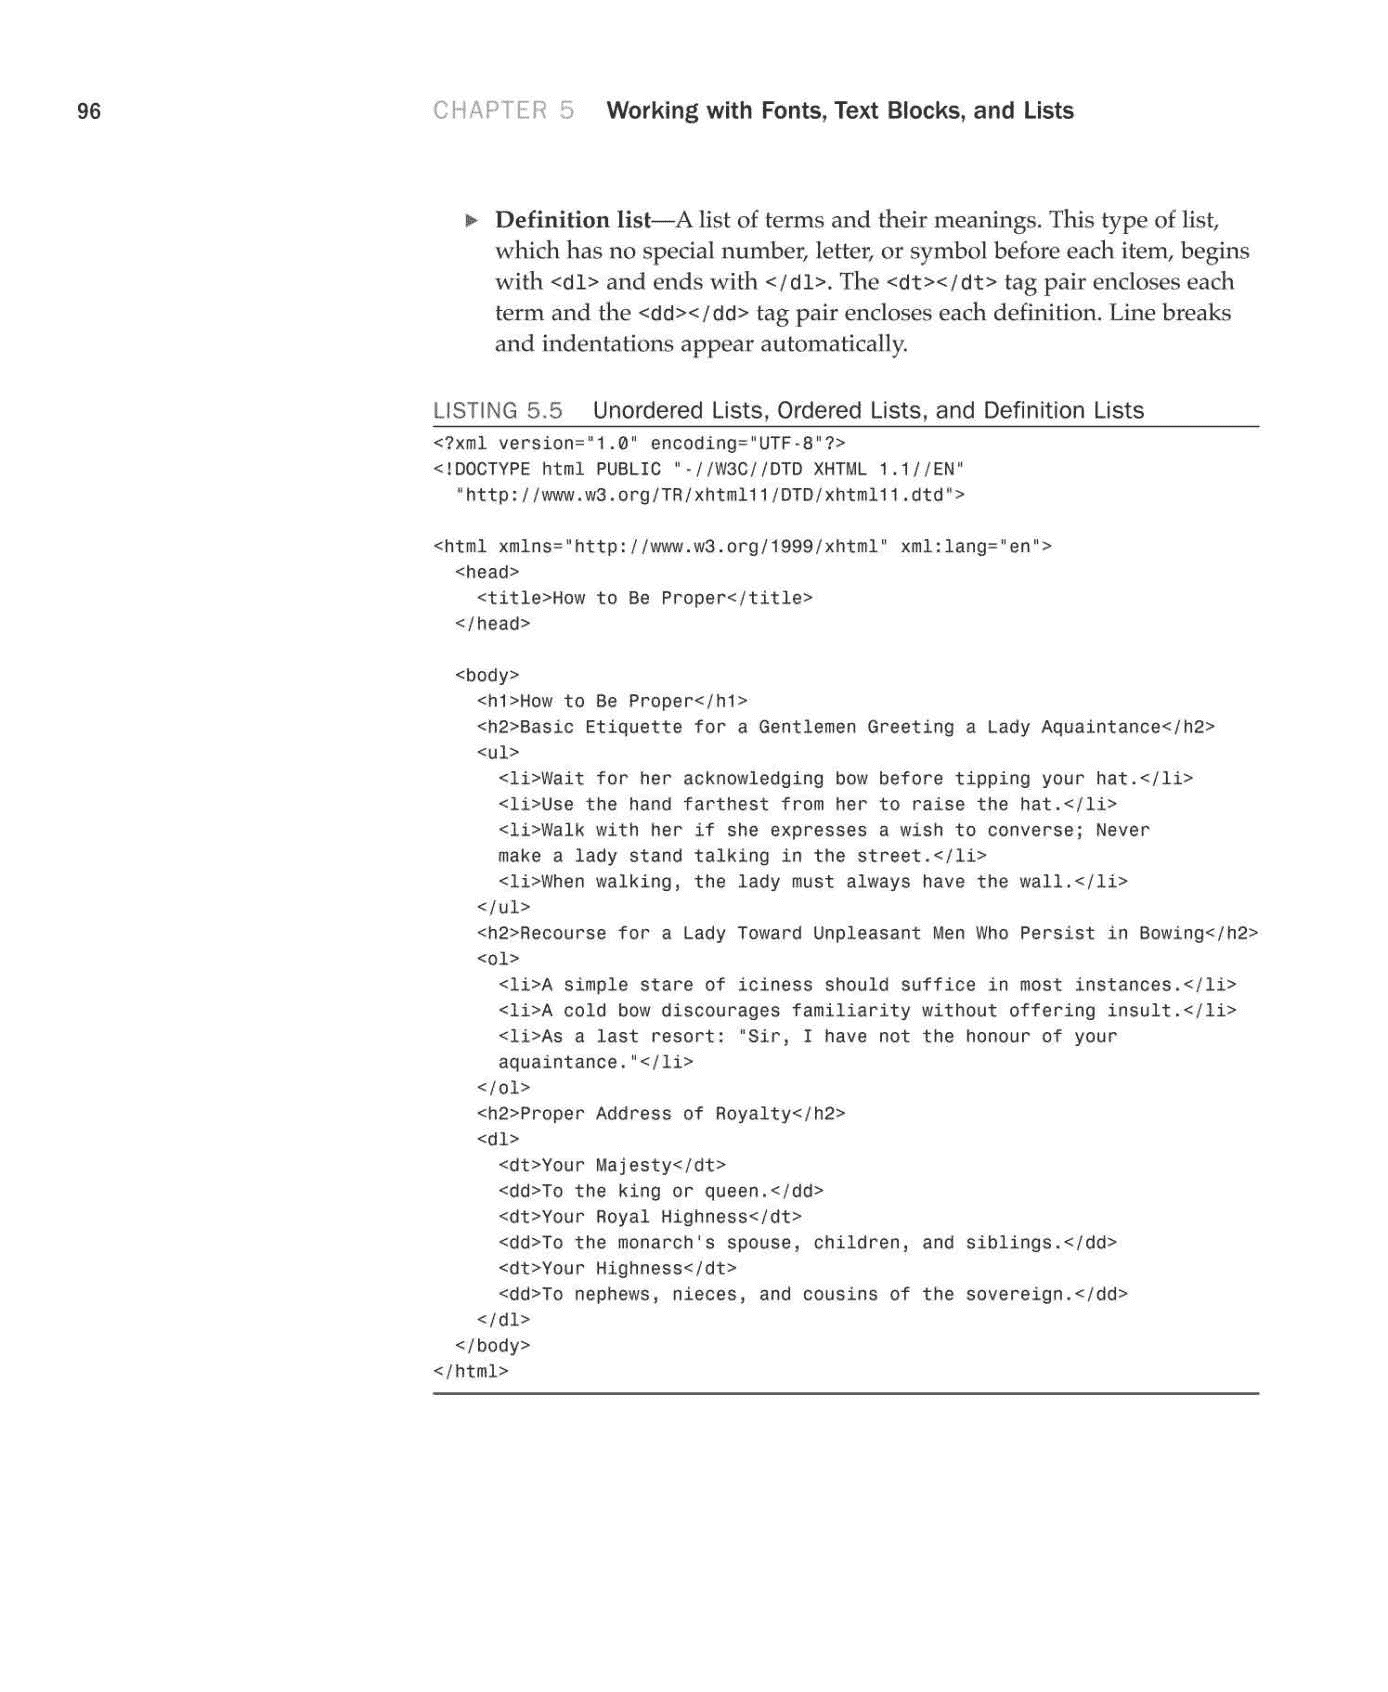 96
CHAPTER 5 Working with Fonts, Text Blocks, and Lists
▶ Definition list—A list of terms and their meanings. This type of list,
which has no special number, letter, or symbol before each item, begins
with <dl> and ends with </dl>. The <dt></dt> tag pair encloses each
term and the <dd></dd> tag pair encloses each definition. Line breaks
and indentations appear automatically.
LISTING 5.5 Unordered Lists, Ordered Lists, and Definition Lists
<?xml version="1.0" encoding="UTF-8"?>
<!DOCTYPE html PUBLIC "-//W3C//DTD XHTML 1.1//EN"
  "http://www.w3.org/TR/xhtml11/DTD/xhtml11.dtd">

<html xmlns="http://www.w3.org/1999/xhtml" xml:lang="en">
  <head>
    <title>How to Be Proper</title>
  </head>

  <body>
    <h1>How to Be Proper</h1>
    <h2>Basic Etiquette for a Gentlemen Greeting a Lady Aquaintance</h2>
    <ul>
      <li>Wait for her acknowledging bow before tipping your hat.</li>
      <li>Use the hand farthest from her to raise the hat.</li>
      <li>Walk with her if she expresses a wish to converse; Never
      make a lady stand talking in the street.</li>
      <li>When walking, the lady must always have the wall.</li>
    </ul>
    <h2>Recourse for a Lady Toward Unpleasant Men Who Persist in Bowing</h2>
    <ol>
      <li>A simple stare of iciness should suffice in most instances.</li>
      <li>A cold bow discourages familiarity without offering insult.</li>
      <li>As a last resort: "Sir, I have not the honour of your
      aquaintance."</li>
    </ol>
    <h2>Proper Address of Royalty</h2>
    <dl>
      <dt>Your Majesty</dt>
      <dd>To the king or queen.</dd>
      <dt>Your Royal Highness</dt>
      <dd>To the monarch's spouse, children, and siblings.</dd>
      <dt>Your Highness</dt>
      <dd>To nephews, nieces, and cousins of the sovereign.</dd>
    </dl>
  </body>
</html>